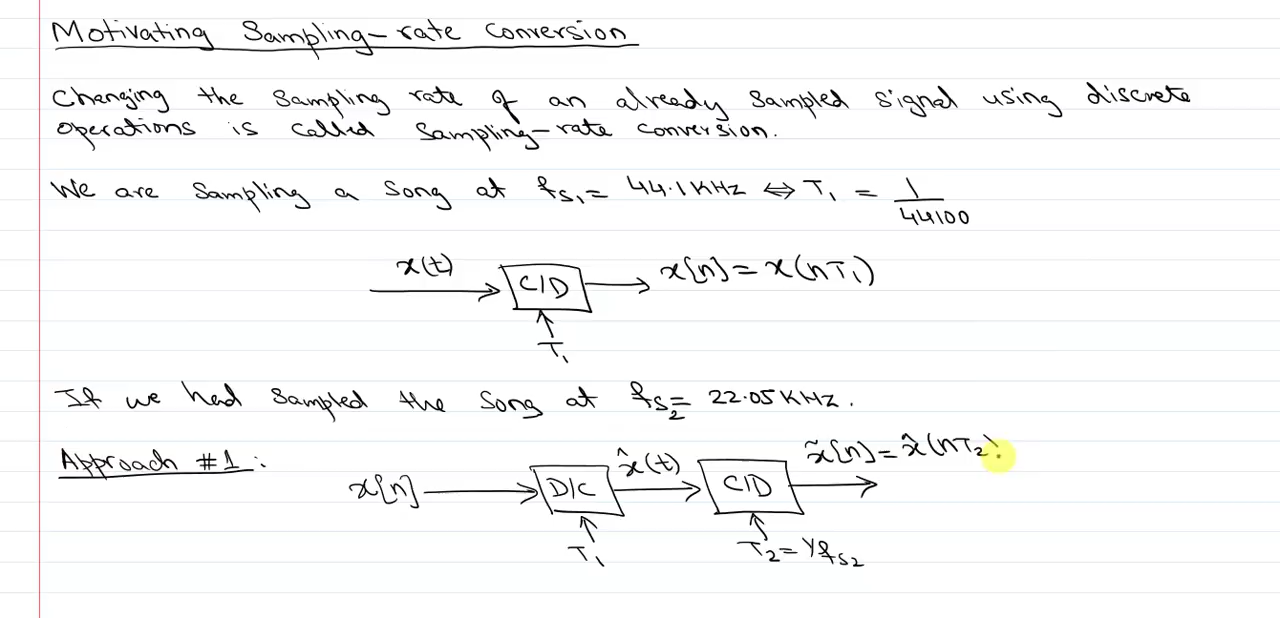 Motivating Sampling-rate conversion
Changing the sampling rate of an already sampled signal using discrete
operations is called sampling-rate conversion.
We are sampling a song at fs₁ = 44.1 KHz ⇔ T₁ = 1/44100
x(t) C/D x[n] = x(nT₁)
T₁
If we had sampled the song at fs₂ = 22.05 KHz.
Approach #1:
x[n] D/C x̂(t) C/D x̃[n] = x̂(nT₂).
T₁ T₂ = 1/fs₂